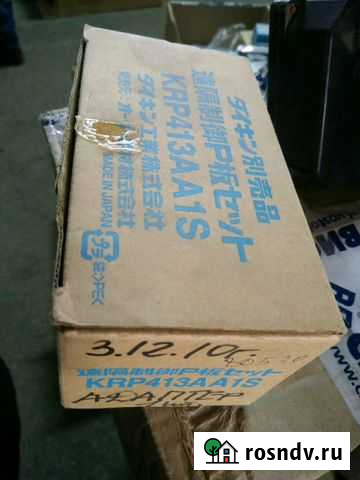 ダイキン別売品
遠隔制御P板セット
KRP413AA1S
ダイキン工業株式会社
MADE IN JAPAN
3.12.10г.
遠隔制御P板セット
KRP413AA1S
АДАПТЕР
rosndv.ru